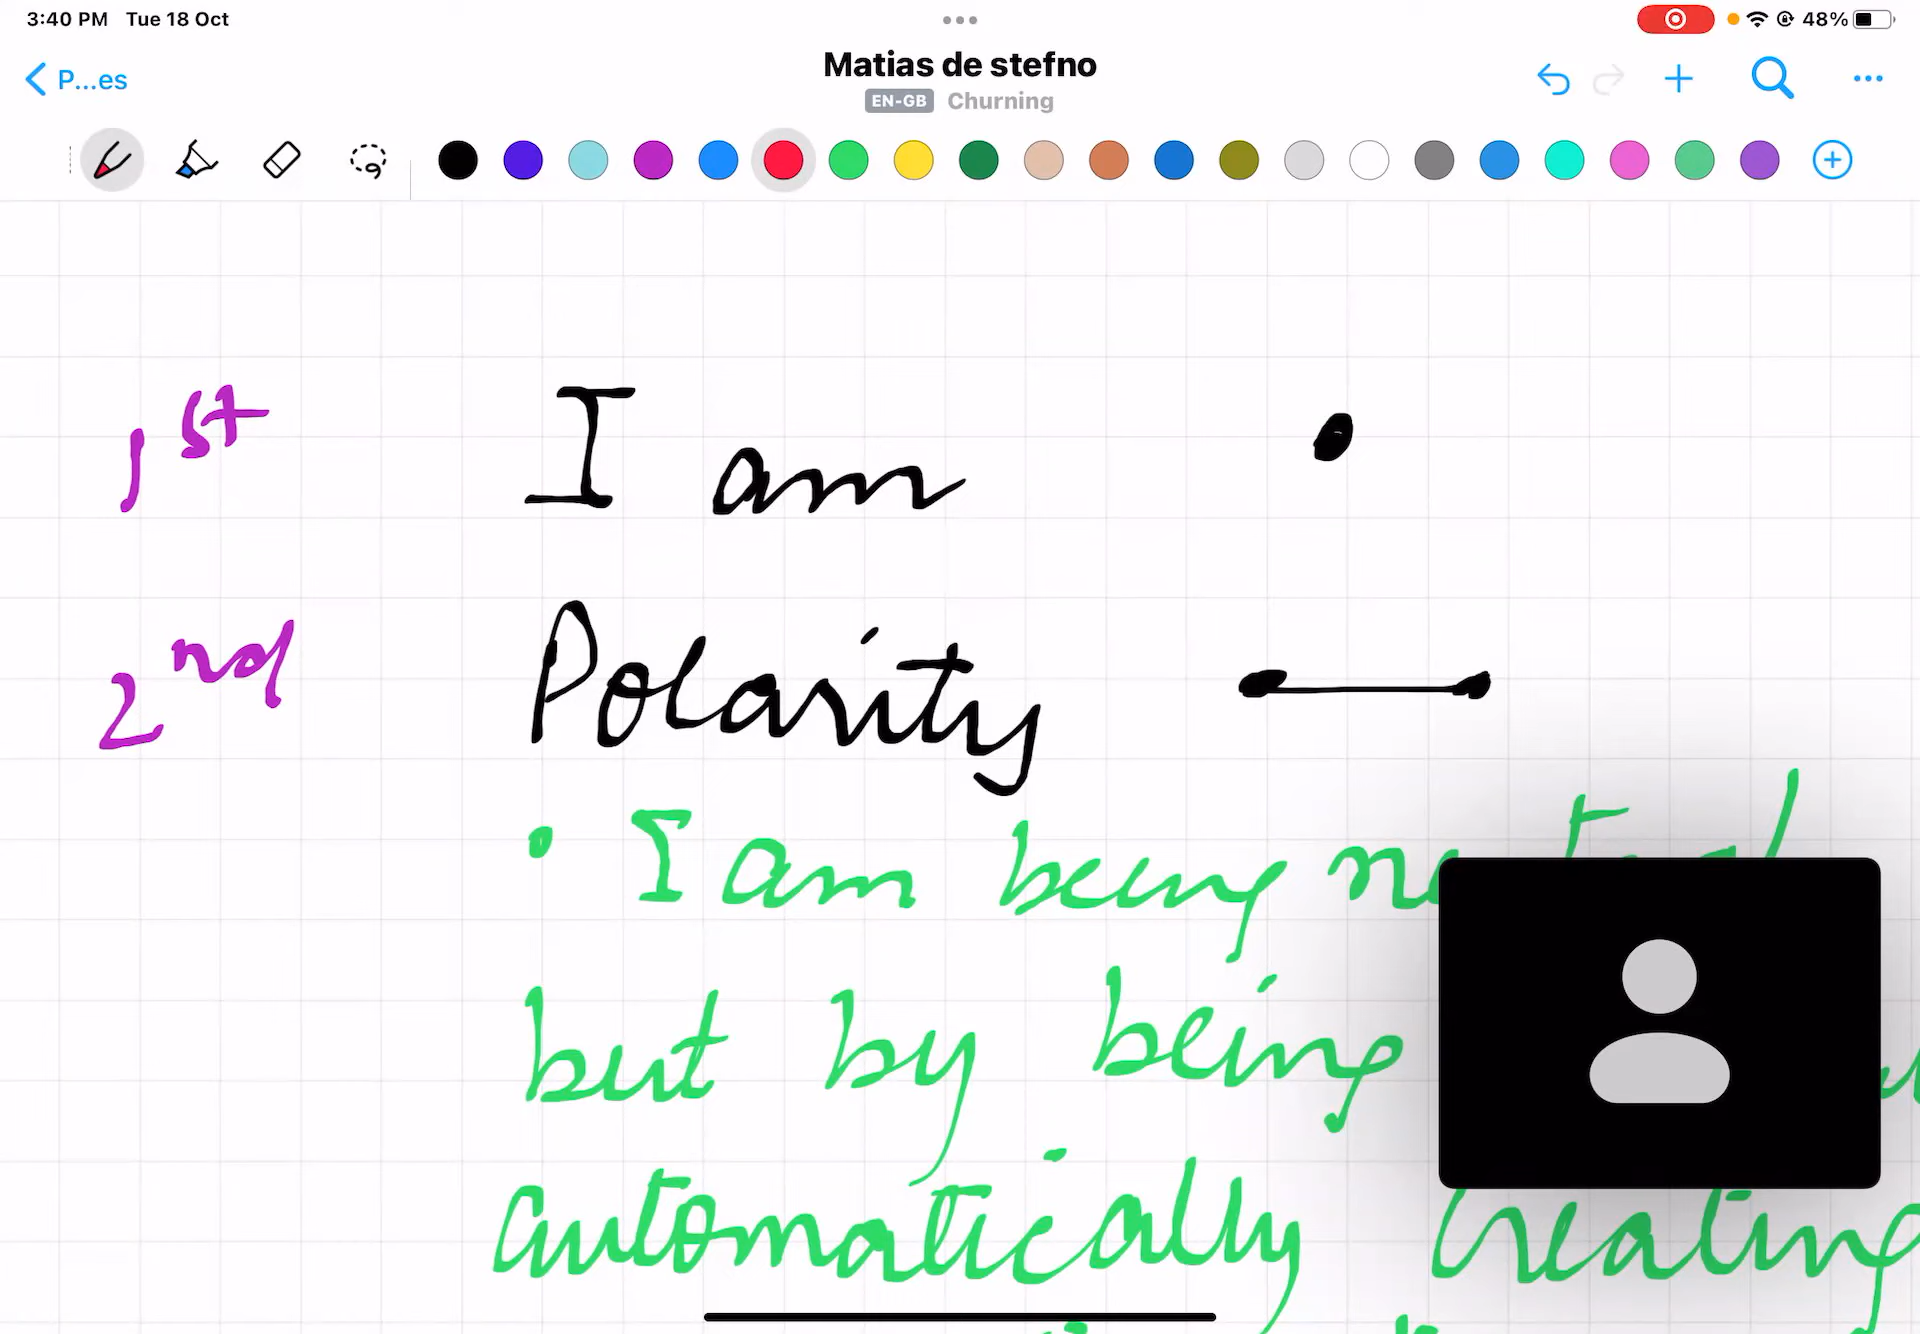 3:40 PM Tue 18 Oct
48%
P...es
Matias de stefno
EN-GB Churning
1st I am
2nd Polarity
• I am being
but by being
automatically creating